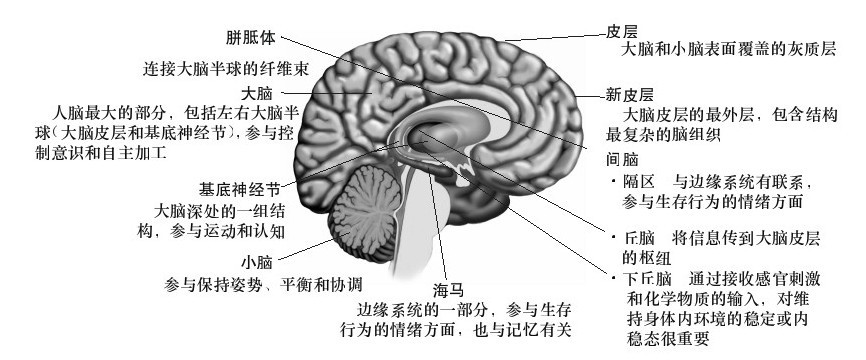 胼胝体
连接大脑半球的纤维束
大脑
人脑最大的部分，包括左右大脑半
球(大脑皮层和基底神经节)，参与控
制意识和自主加工
基底神经节
大脑深处的一组结
构，参与运动和认知
小脑
参与保持姿势、平衡和协调
海马
边缘系统的一部分，参与生存
行为的情绪方面，也与记忆有关
皮层
大脑和小脑表面覆盖的灰质层
新皮层
大脑皮层的最外层，包含结构
最复杂的脑组织
间脑
·隔区 与边缘系统有联系，
参与生存行为的情绪方面
·丘脑 将信息传到大脑皮层
的枢纽
·下丘脑 通过接收感官刺激
和化学物质的输入，对维
持身体内环境的稳定或内
稳态很重要